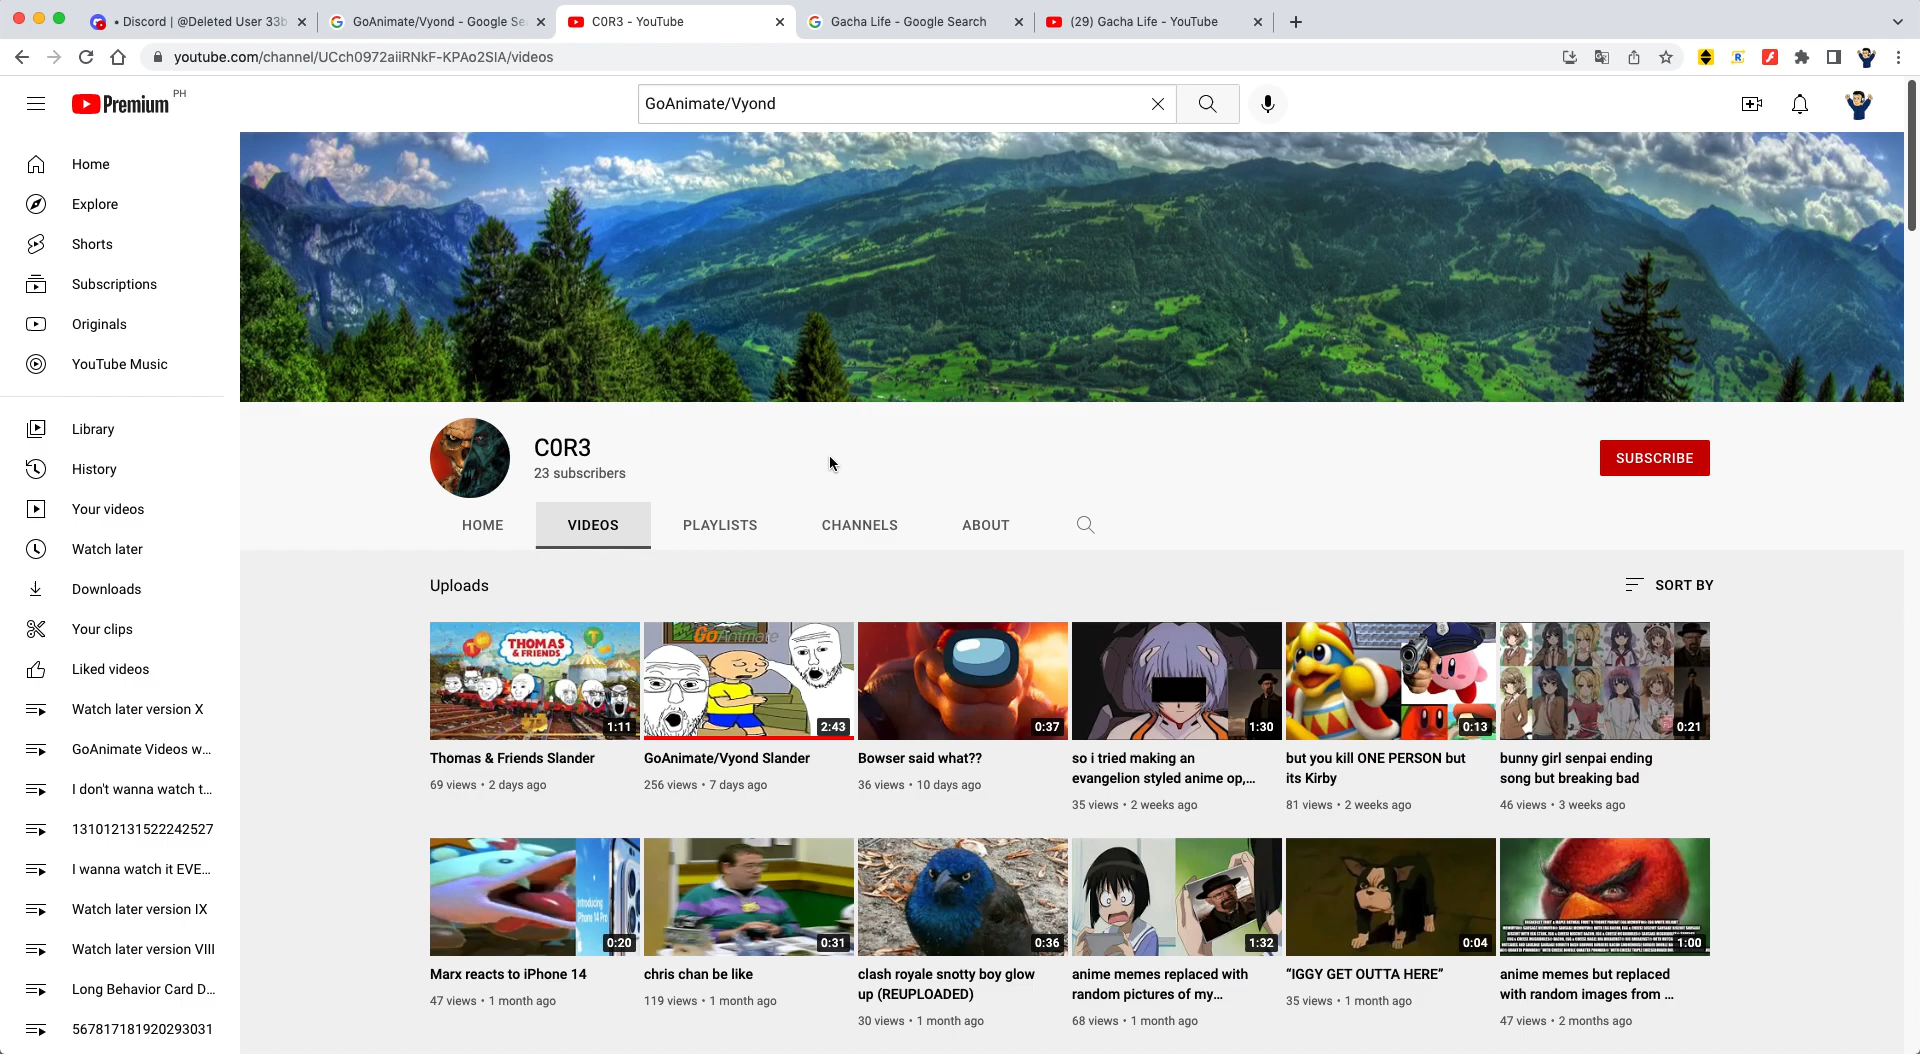 • Discord | @Deleted User 33b
GoAnimate/Vyond - Google Se
C0R3 - YouTube
Gacha Life - Google Search
(29) Gacha Life - YouTube
youtube.com/channel/UCch0972aiiRNkF-KPAo2SIA/videos
Premium PH
GoAnimate/Vyond
Home
Explore
Shorts
Subscriptions
Originals
YouTube Music
Library
History
Your videos
Watch later
Downloads
Your clips
Liked videos
Watch later version X
GoAnimate Videos w...
I don't wanna watch t...
131012131522242527
I wanna watch it EVE...
Watch later version IX
Watch later version VIII
Long Behavior Card D...
567817181920293031
C0R3
23 subscribers
SUBSCRIBE
HOME
VIDEOS
PLAYLISTS
CHANNELS
ABOUT
Uploads
SORT BY
THOMAS
& FRIENDS
1:11
Thomas & Friends Slander
69 views • 2 days ago
GoAnimate
2:43
GoAnimate/Vyond Slander
256 views • 7 days ago
0:37
Bowser said what??
36 views • 10 days ago
1:30
so i tried making an
evangelion styled anime op,...
35 views • 2 weeks ago
0:13
but you kill ONE PERSON but
its Kirby
81 views • 2 weeks ago
0:21
bunny girl senpai ending
song but breaking bad
46 views • 3 weeks ago
Introducing
iPhone 14 Pro
0:20
Marx reacts to iPhone 14
47 views • 1 month ago
0:31
chris chan be like
119 views • 1 month ago
0:36
clash royale snotty boy glow
up (REUPLOADED)
30 views • 1 month ago
1:32
anime memes replaced with
random pictures of my...
68 views • 1 month ago
0:04
“IGGY GET OUTTA HERE”
35 views • 1 month ago
1:00
anime memes but replaced
with random images from ...
47 views • 2 months ago